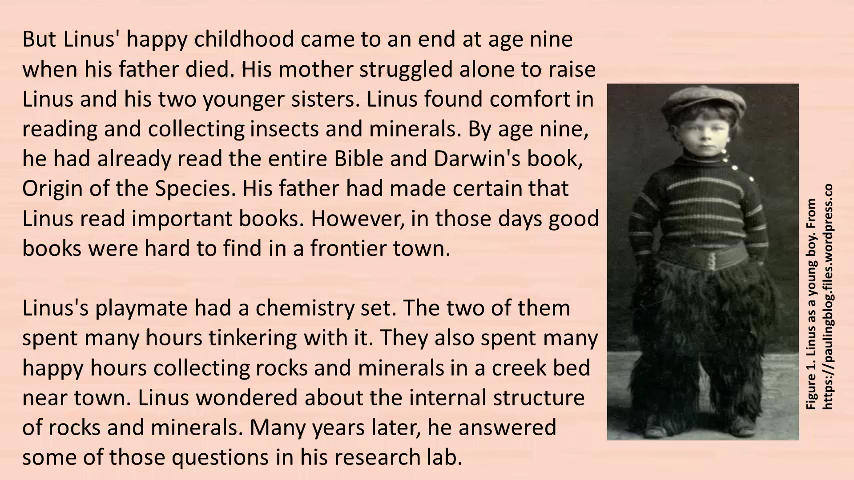 But Linus' happy childhood came to an end at age nine
when his father died. His mother struggled alone to raise
Linus and his two younger sisters. Linus found comfort in
reading and collecting insects and minerals. By age nine,
he had already read the entire Bible and Darwin's book,
Origin of the Species. His father had made certain that
Linus read important books. However, in those days good
books were hard to find in a frontier town.
Linus's playmate had a chemistry set. The two of them
spent many hours tinkering with it. They also spent many
happy hours collecting rocks and minerals in a creek bed
near town. Linus wondered about the internal structure
of rocks and minerals. Many years later, he answered
some of those questions in his research lab.
Figure 1. Linus as a young boy. From
https://paulingblog.files.wordpress.co